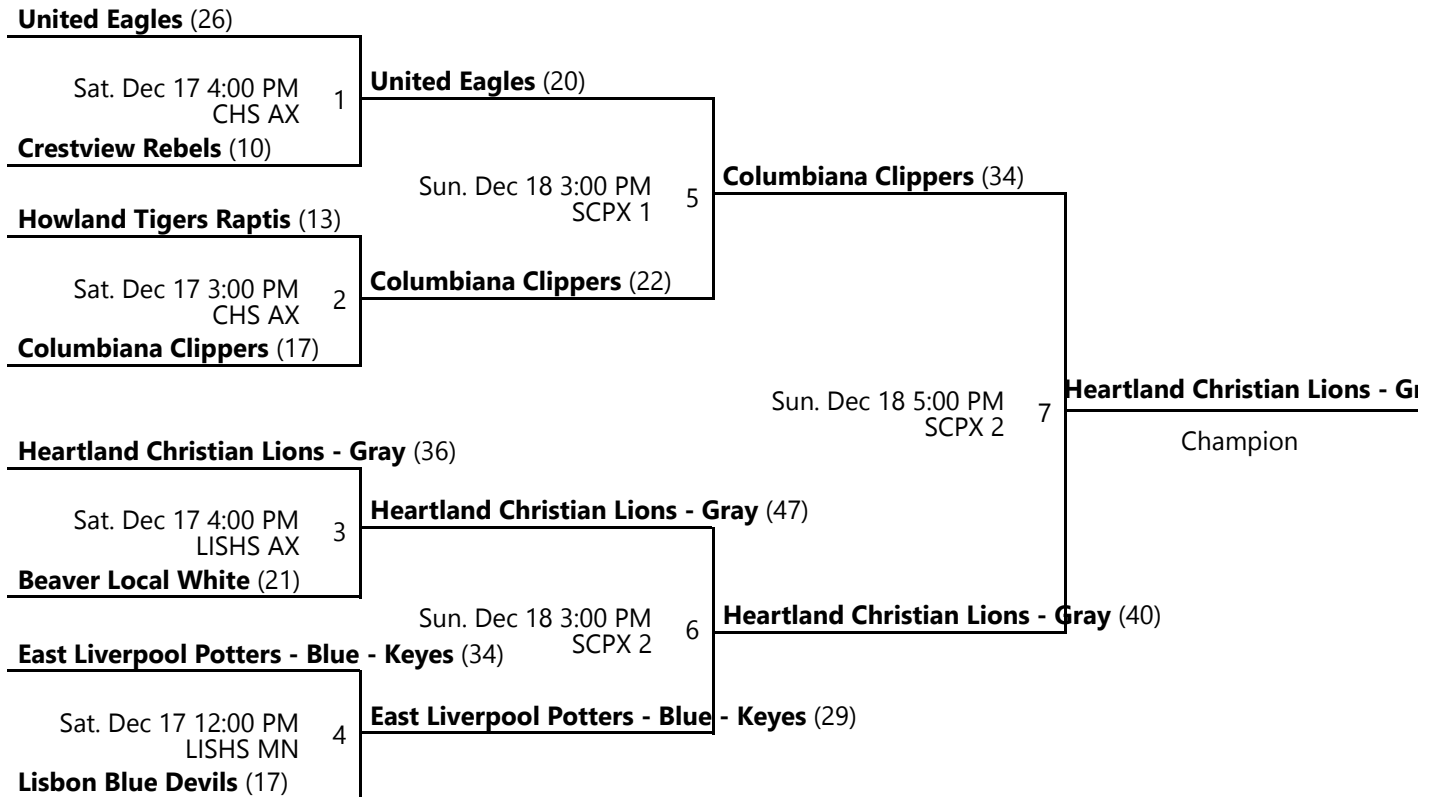 United Eagles (26)
Sat. Dec 17 4:00 PM
CHS AX
1
Crestview Rebels (10)
United Eagles (20)
Howland Tigers Raptis (13)
Sat. Dec 17 3:00 PM
CHS AX
2
Columbiana Clippers (17)
Sun. Dec 18 3:00 PM
SCPX 1
5
Columbiana Clippers (22)
Columbiana Clippers (34)
Heartland Christian Lions - Gray (36)
Sat. Dec 17 4:00 PM
LISHS AX
3
Beaver Local White (21)
Heartland Christian Lions - Gray (47)
East Liverpool Potters - Blue - Keyes (34)
Sat. Dec 17 12:00 PM
LISHS MN
4
Lisbon Blue Devils (17)
Sun. Dec 18 3:00 PM
SCPX 2
6
East Liverpool Potters - Blue - Keyes (29)
Heartland Christian Lions - Gray (40)
Sun. Dec 18 5:00 PM
SCPX 2
7
Heartland Christian Lions -
Champion